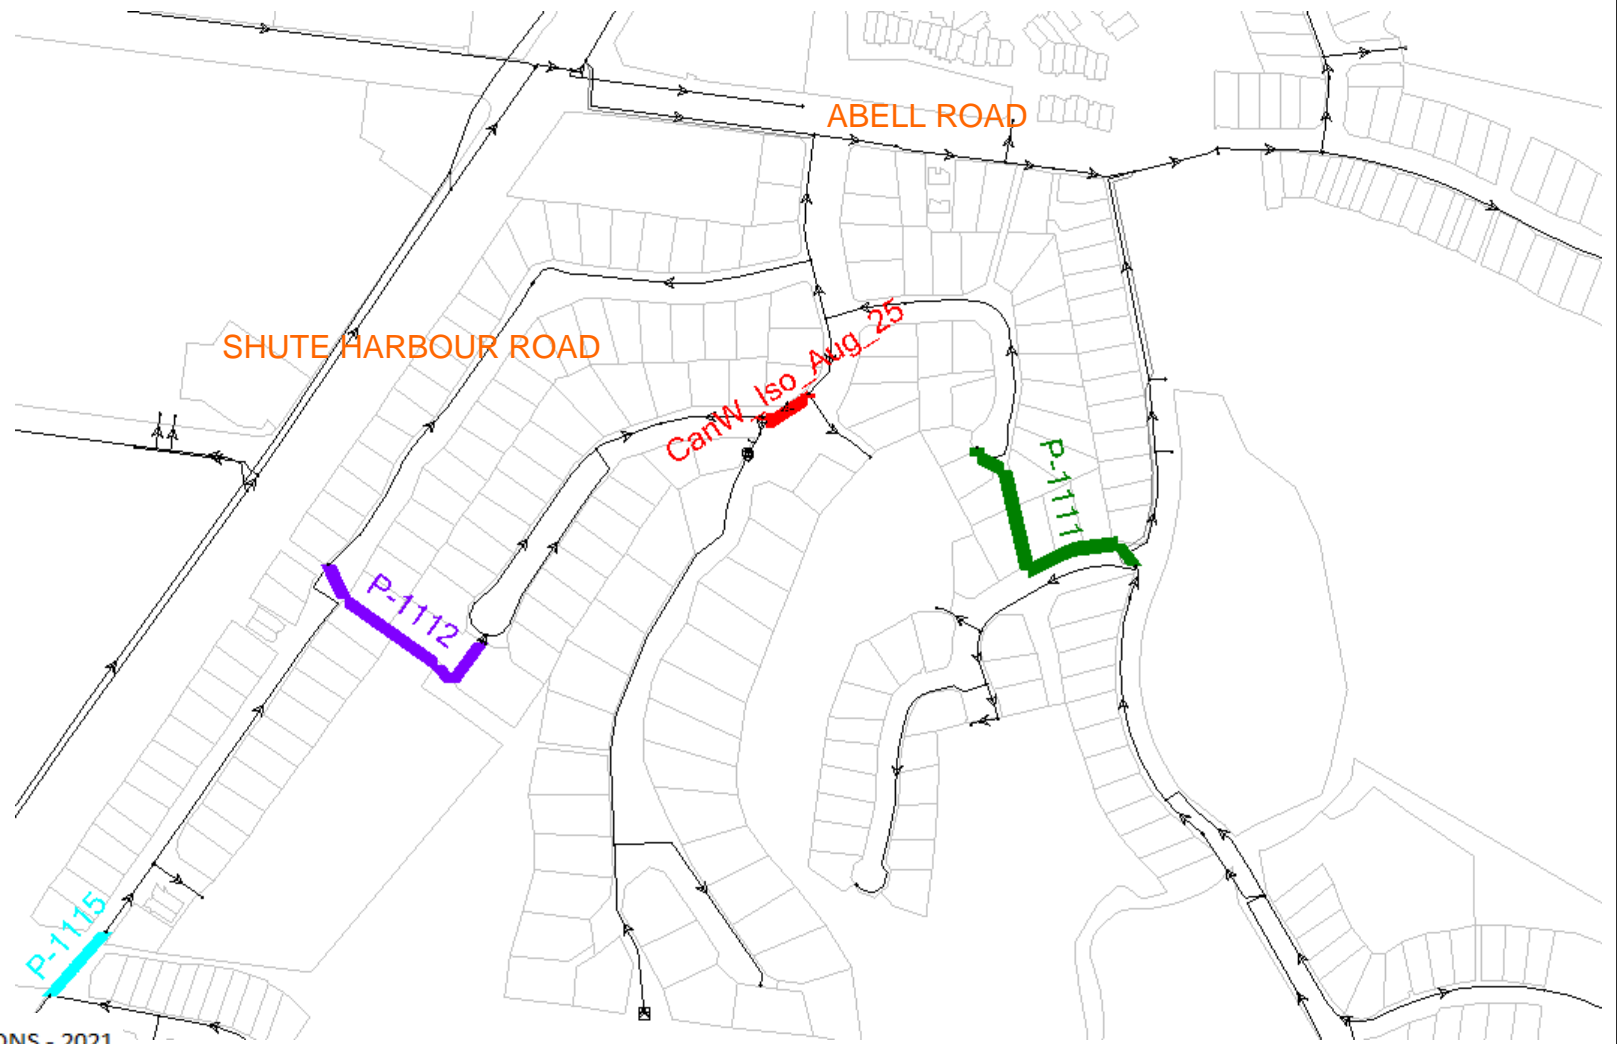 ABELL ROAD
SHUTE HARBOUR ROAD
CanW_Iso_Aug_25
P-1111
P-1112
P-1115
ONS - 2021